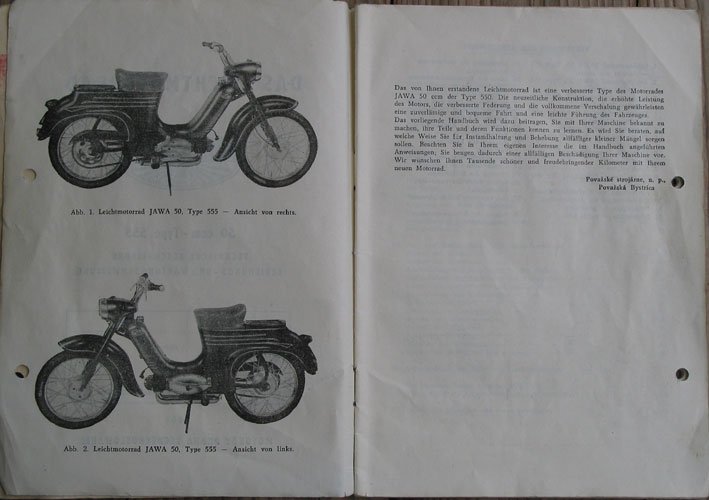 Abb. 1. Leichtmotorrad JAWA 50, Type 555 — Ansicht von rechts.
Abb. 2. Leichtmotorrad JAWA 50, Type 555 — Ansicht von links.
Das von Ihnen erstandene Leichtmotorrad ist eine verbesserte Type des Motorrades
JAWA 50 ccm der Type 550. Die neuzeitliche Konstruktion, die erhöhte Leistung
des Motors, die verbesserte Federung und die vollkommene Verschalung gewährleisten
eine zuverlässige und bequeme Fahrt und eine leichte Führung des Fahrzeuges.
Das vorliegende Handbuch wird dazu beitragen, Sie mit Ihrer Maschine bekannt zu
machen, ihre Teile und deren Funktionen kennen zu lernen. Es wird Sie beraten, auf
welche Weise Sie für Instandhaltung und Behebung allfälliger kleiner Mängel sorgen
sollen. Beachten Sie in Ihrem eigenen Interesse die im Handbuch angeführten
Anweisungen, Sie beugen dadurch einer allfälligen Beschädigung Ihrer Maschine vor.
Wir wünschen Ihnen Tausende schöner und freudebringender Kilometer mit Ihrem
neuen Motorrad.
Považské strojárne, n. p.,
Považská Bystrica